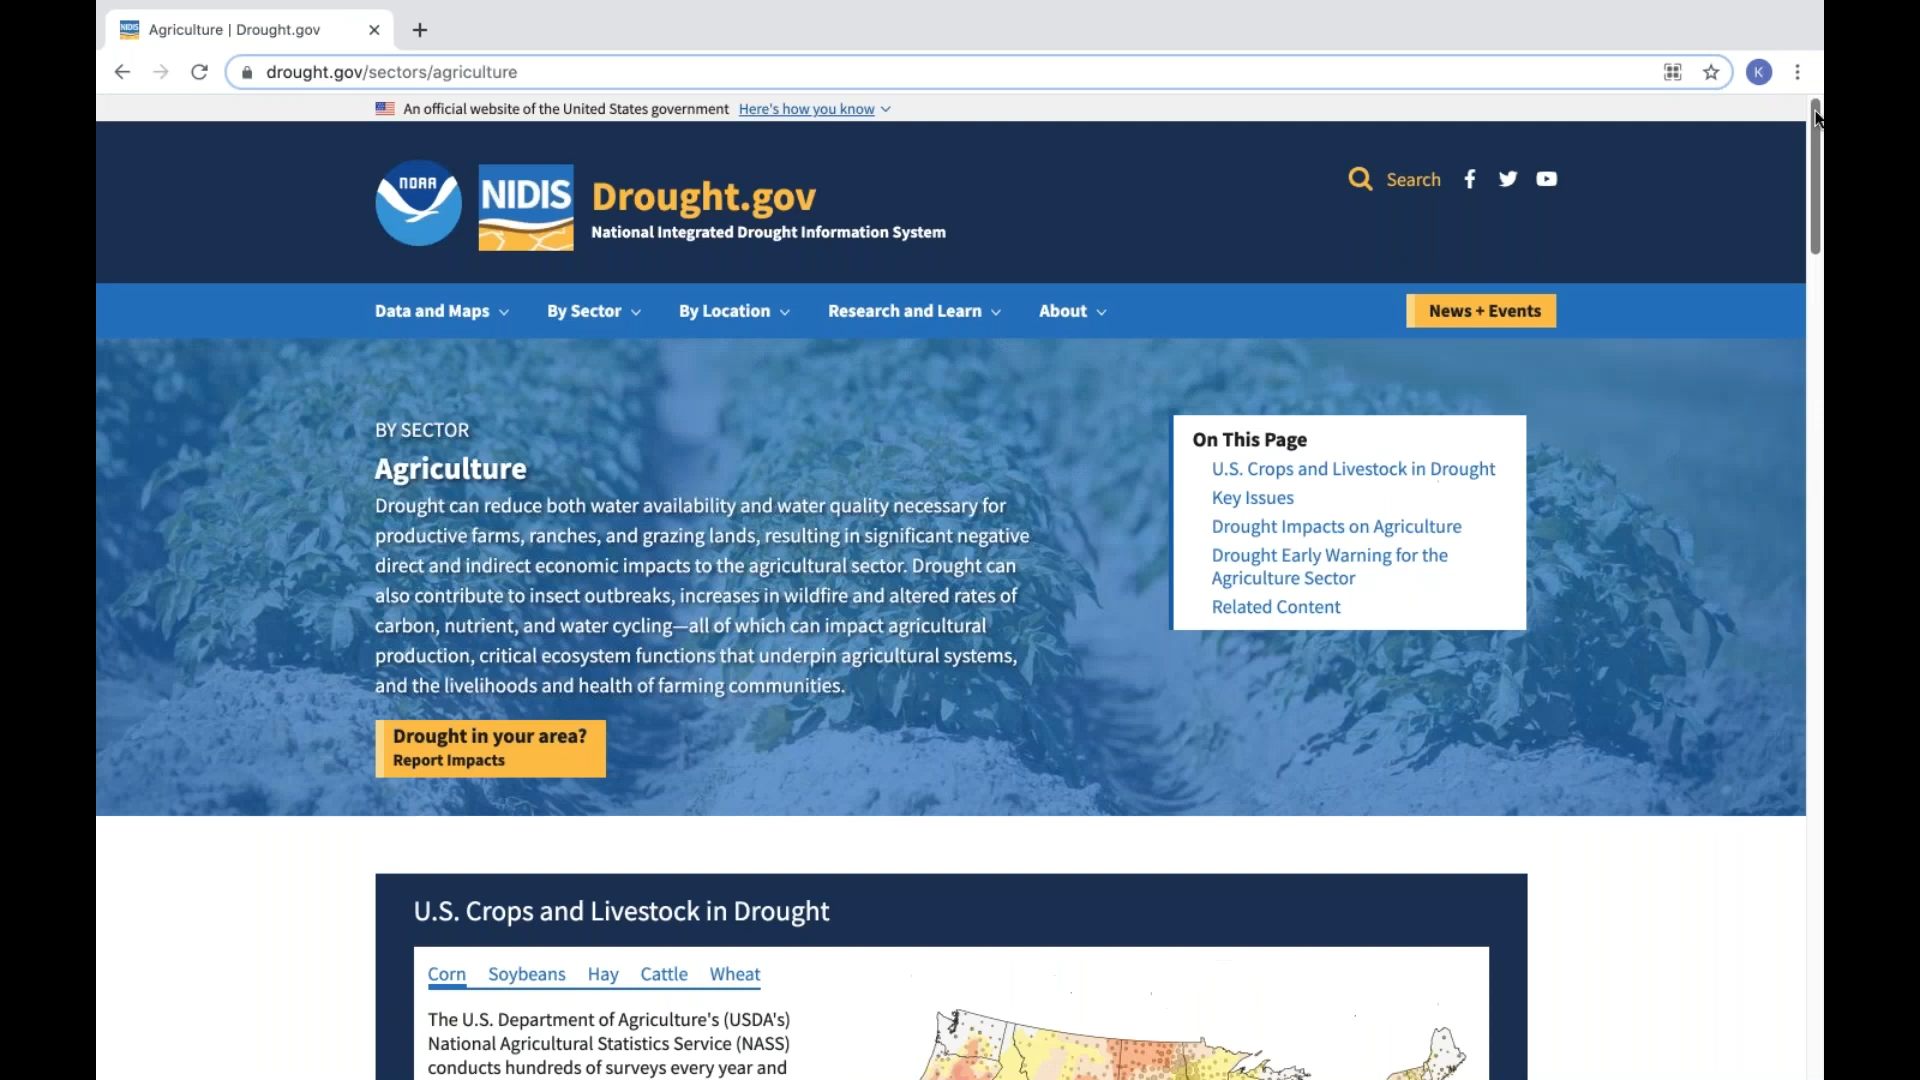 Agriculture | Drought.gov
drought.gov/sectors/agriculture
K
An official website of the United States government Here's how you know
NOAA
NIDIS
Drought.gov
National Integrated Drought Information System
Search
Data and Maps By Sector By Location Research and Learn About News + Events
BY SECTOR
Agriculture
Drought can reduce both water availability and water quality necessary for
productive farms, ranches, and grazing lands, resulting in significant negative
direct and indirect economic impacts to the agricultural sector. Drought can
also contribute to insect outbreaks, increases in wildfire and altered rates of
carbon, nutrient, and water cycling—all of which can impact agricultural
production, critical ecosystem functions that underpin agricultural systems,
and the livelihoods and health of farming communities.
Drought in your area?
Report Impacts
On This Page
U.S. Crops and Livestock in Drought
Key Issues
Drought Impacts on Agriculture
Drought Early Warning for the
Agriculture Sector
Related Content
U.S. Crops and Livestock in Drought
Corn Soybeans Hay Cattle Wheat
The U.S. Department of Agriculture's (USDA's)
National Agricultural Statistics Service (NASS)
conducts hundreds of surveys every year and